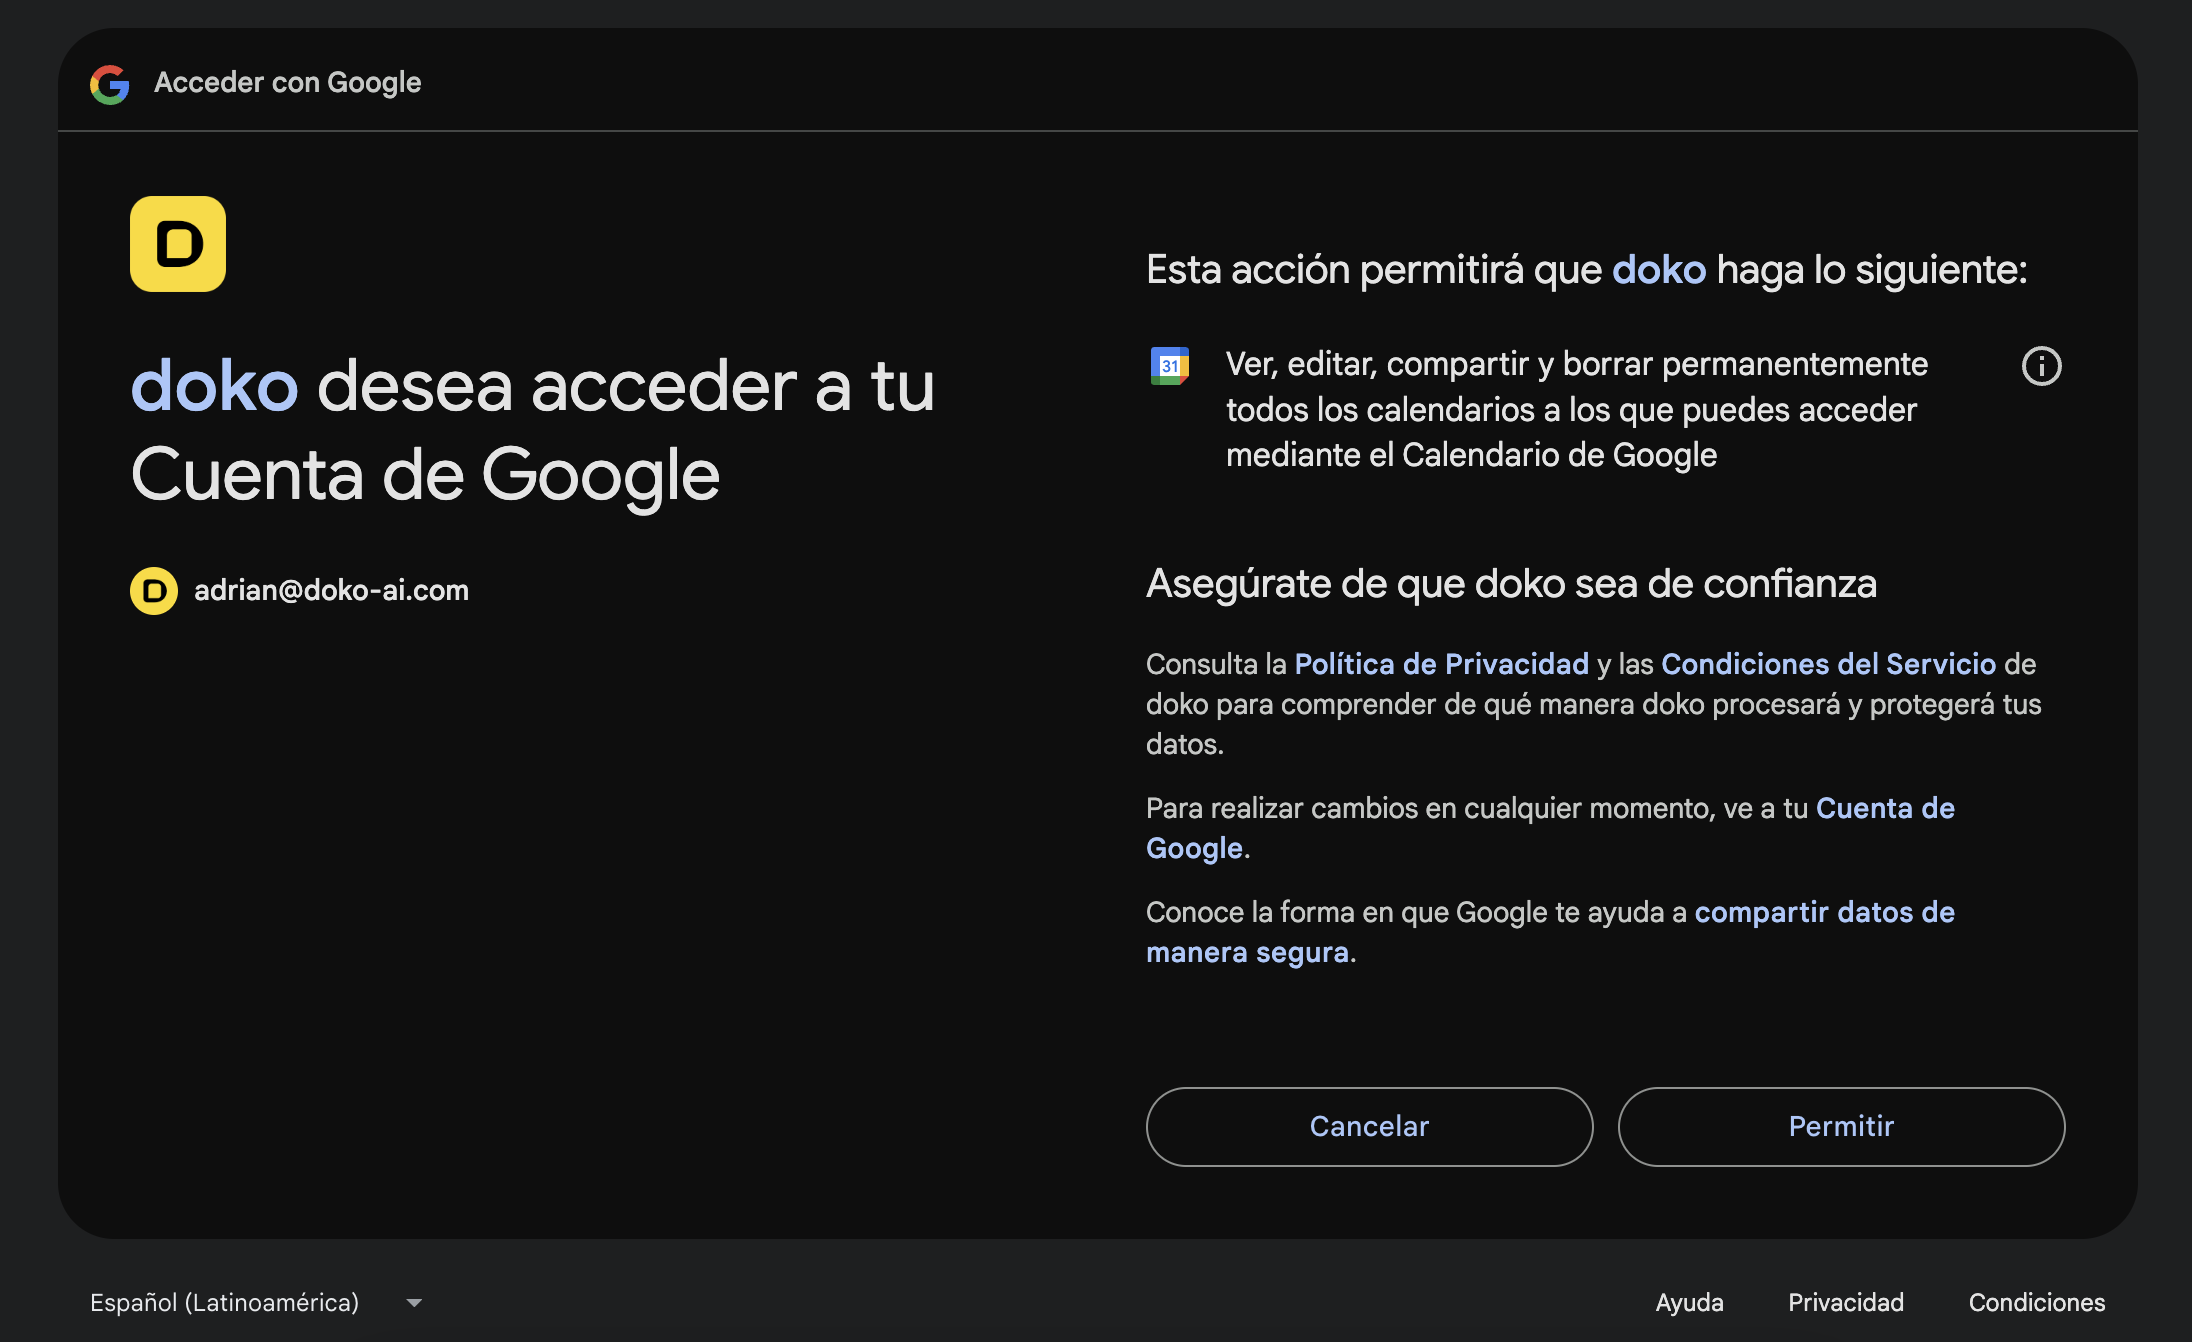 Acceder con Google
D
doko desea acceder a tu
Cuenta de Google
D adrian@doko-ai.com
Esta acción permitirá que doko haga lo siguiente:
31
Ver, editar, compartir y borrar permanentemente
todos los calendarios a los que puedes acceder
mediante el Calendario de Google
Asegúrate de que doko sea de confianza
Consulta la Política de Privacidad y las Condiciones del Servicio de
doko para comprender de qué manera doko procesará y protegerá tus
datos.
Para realizar cambios en cualquier momento, ve a tu Cuenta de
Google.
Conoce la forma en que Google te ayuda a compartir datos de
manera segura.
Cancelar
Permitir
Español (Latinoamérica)
Ayuda
Privacidad
Condiciones